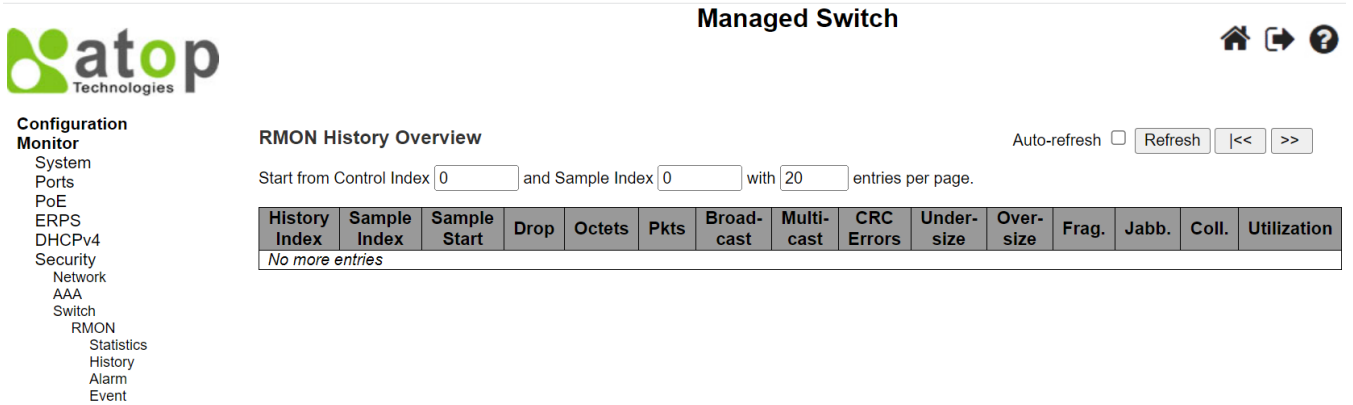 Managed Switch
atop
Technologies
Configuration
Monitor
System
Ports
PoE
ERPS
DHCPv4
Security
Network
AAA
Switch
RMON
Statistics
History
Alarm
Event
RMON History Overview
Auto-refresh Refresh |<< >>
Start from Control Index 0 and Sample Index 0 with 20 entries per page.
History Index Sample Index Sample Start Drop Octets Pkts Broad-cast Multi-cast CRC Errors Under-size Over-size Frag. Jabb. Coll. Utilization
No more entries